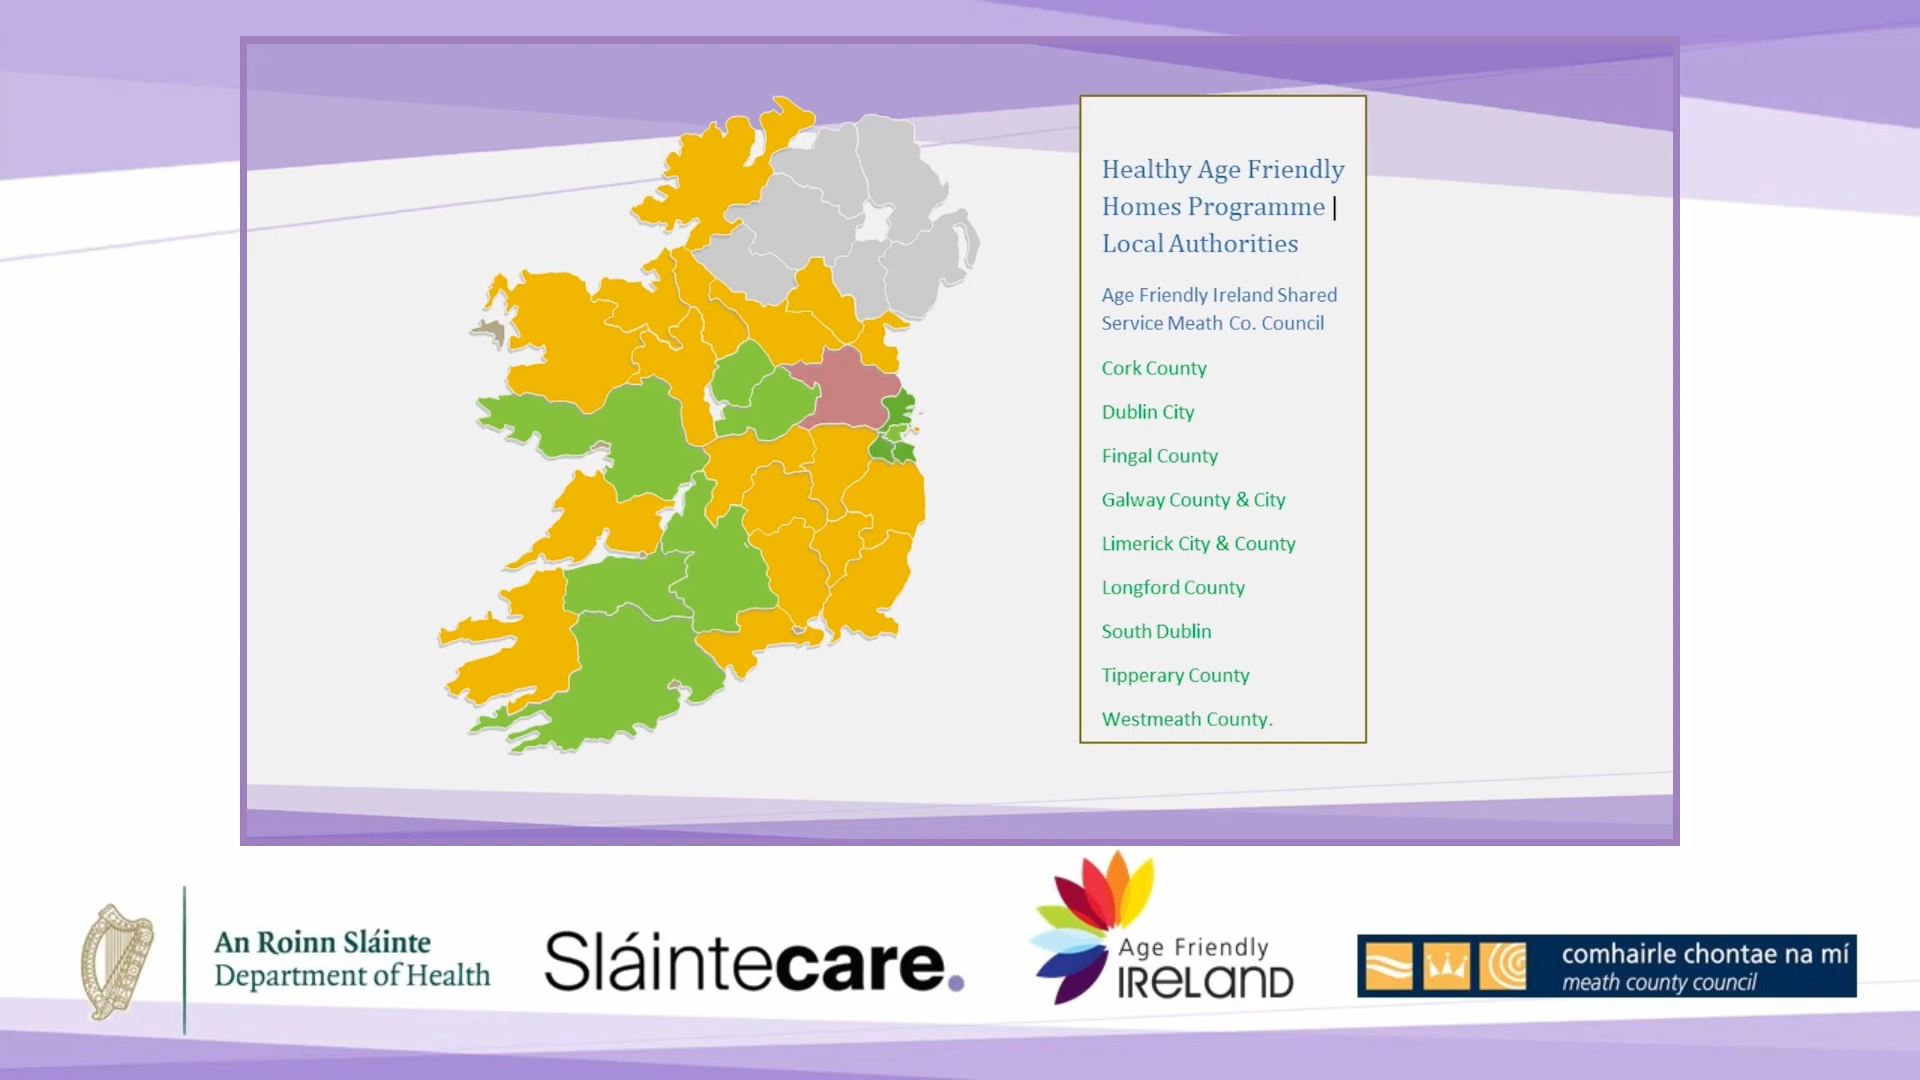 Healthy Age Friendly
Homes Programme |
Local Authorities
Age Friendly Ireland Shared
Service Meath Co. Council
Cork County
Dublin City
Fingal County
Galway County & City
Limerick City & County
Longford County
South Dublin
Tipperary County
Westmeath County.
An Roinn Sláinte
Department of Health
Sláintecare.
Age Friendly
IRELAND
comhairle chontae na mí
meath county council